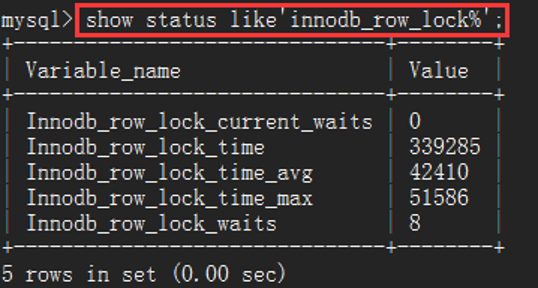 mysql> show status like'innodb_row_lock%';
+-------------------------------+--------+
| Variable_name                 | Value  |
+-------------------------------+--------+
| Innodb_row_lock_current_waits | 0      |
| Innodb_row_lock_time          | 339285 |
| Innodb_row_lock_time_avg      | 42410  |
| Innodb_row_lock_time_max      | 51586  |
| Innodb_row_lock_waits         | 8      |
+-------------------------------+--------+
5 rows in set (0.00 sec)